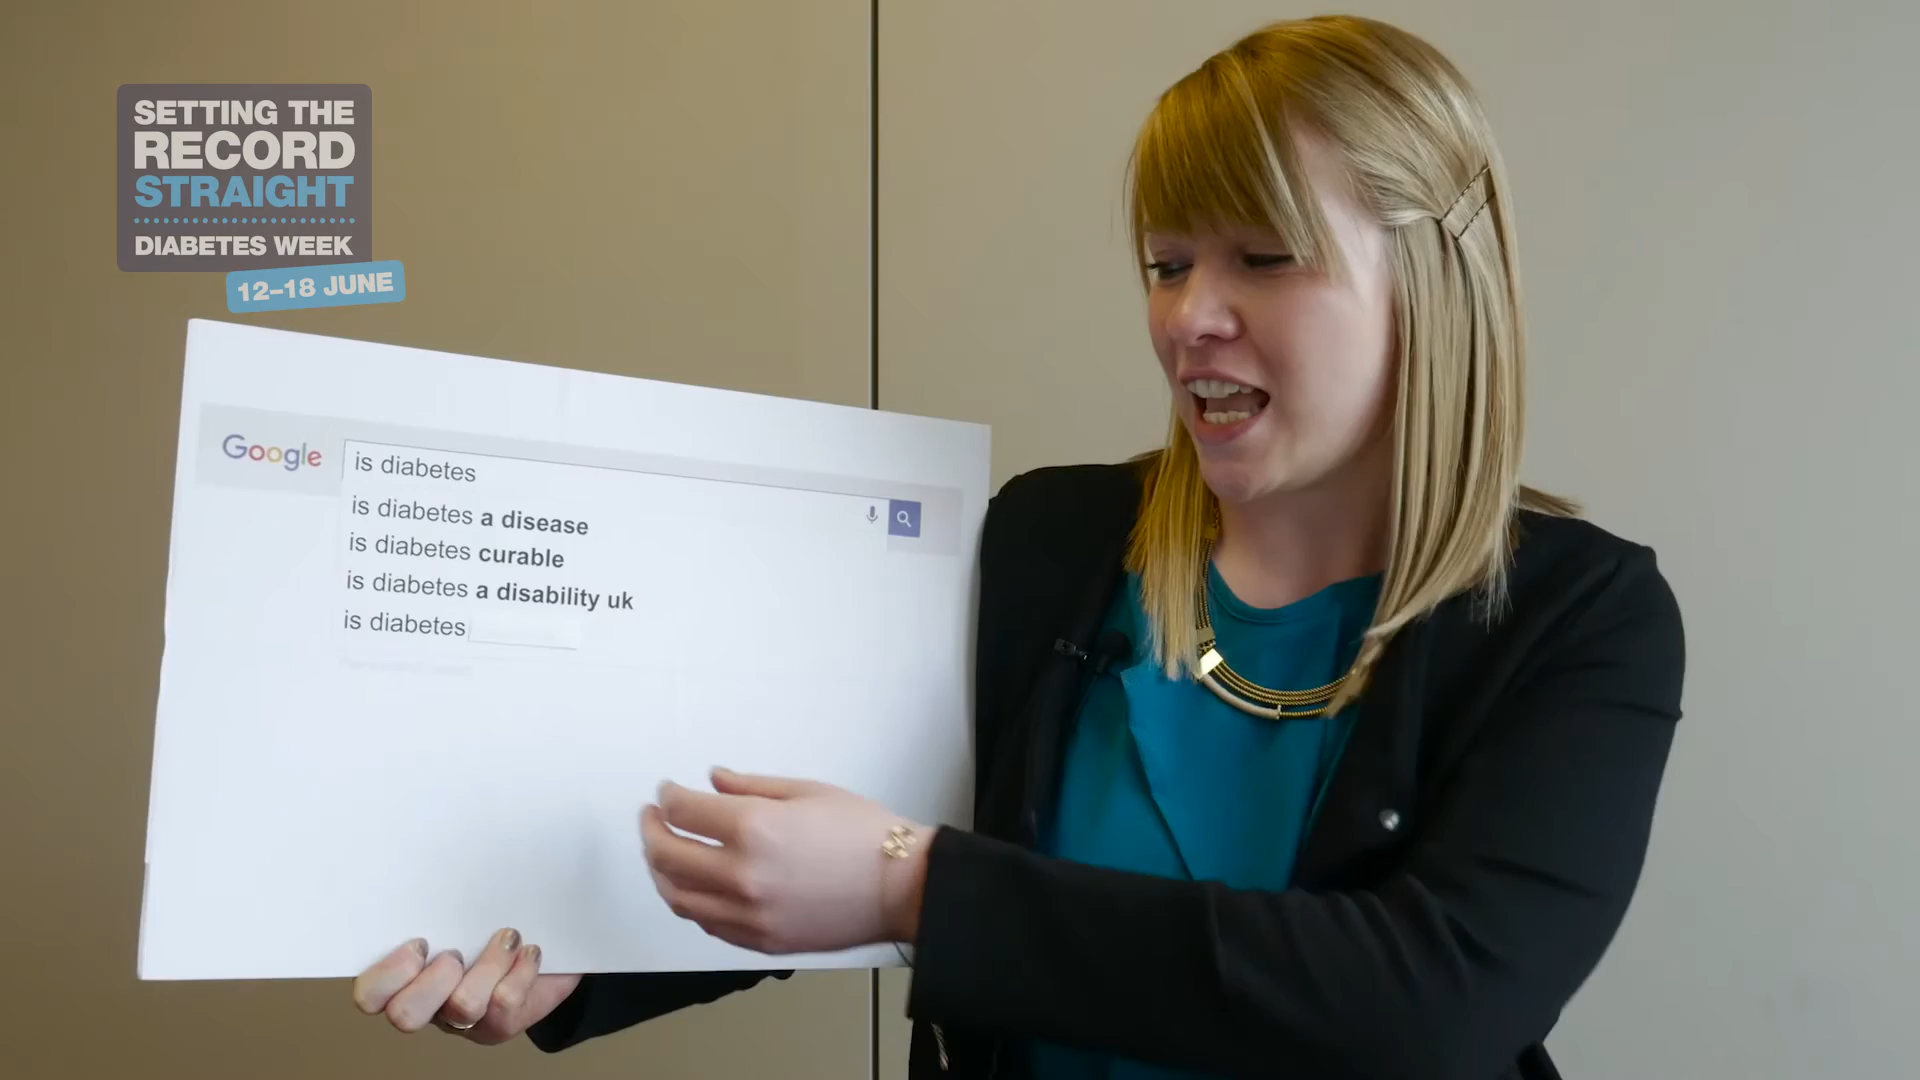 SETTING THE
RECORD
STRAIGHT
DIABETES WEEK
12–18 JUNE
Google
is diabetes
is diabetes a disease
is diabetes curable
is diabetes a disability uk
is diabetes